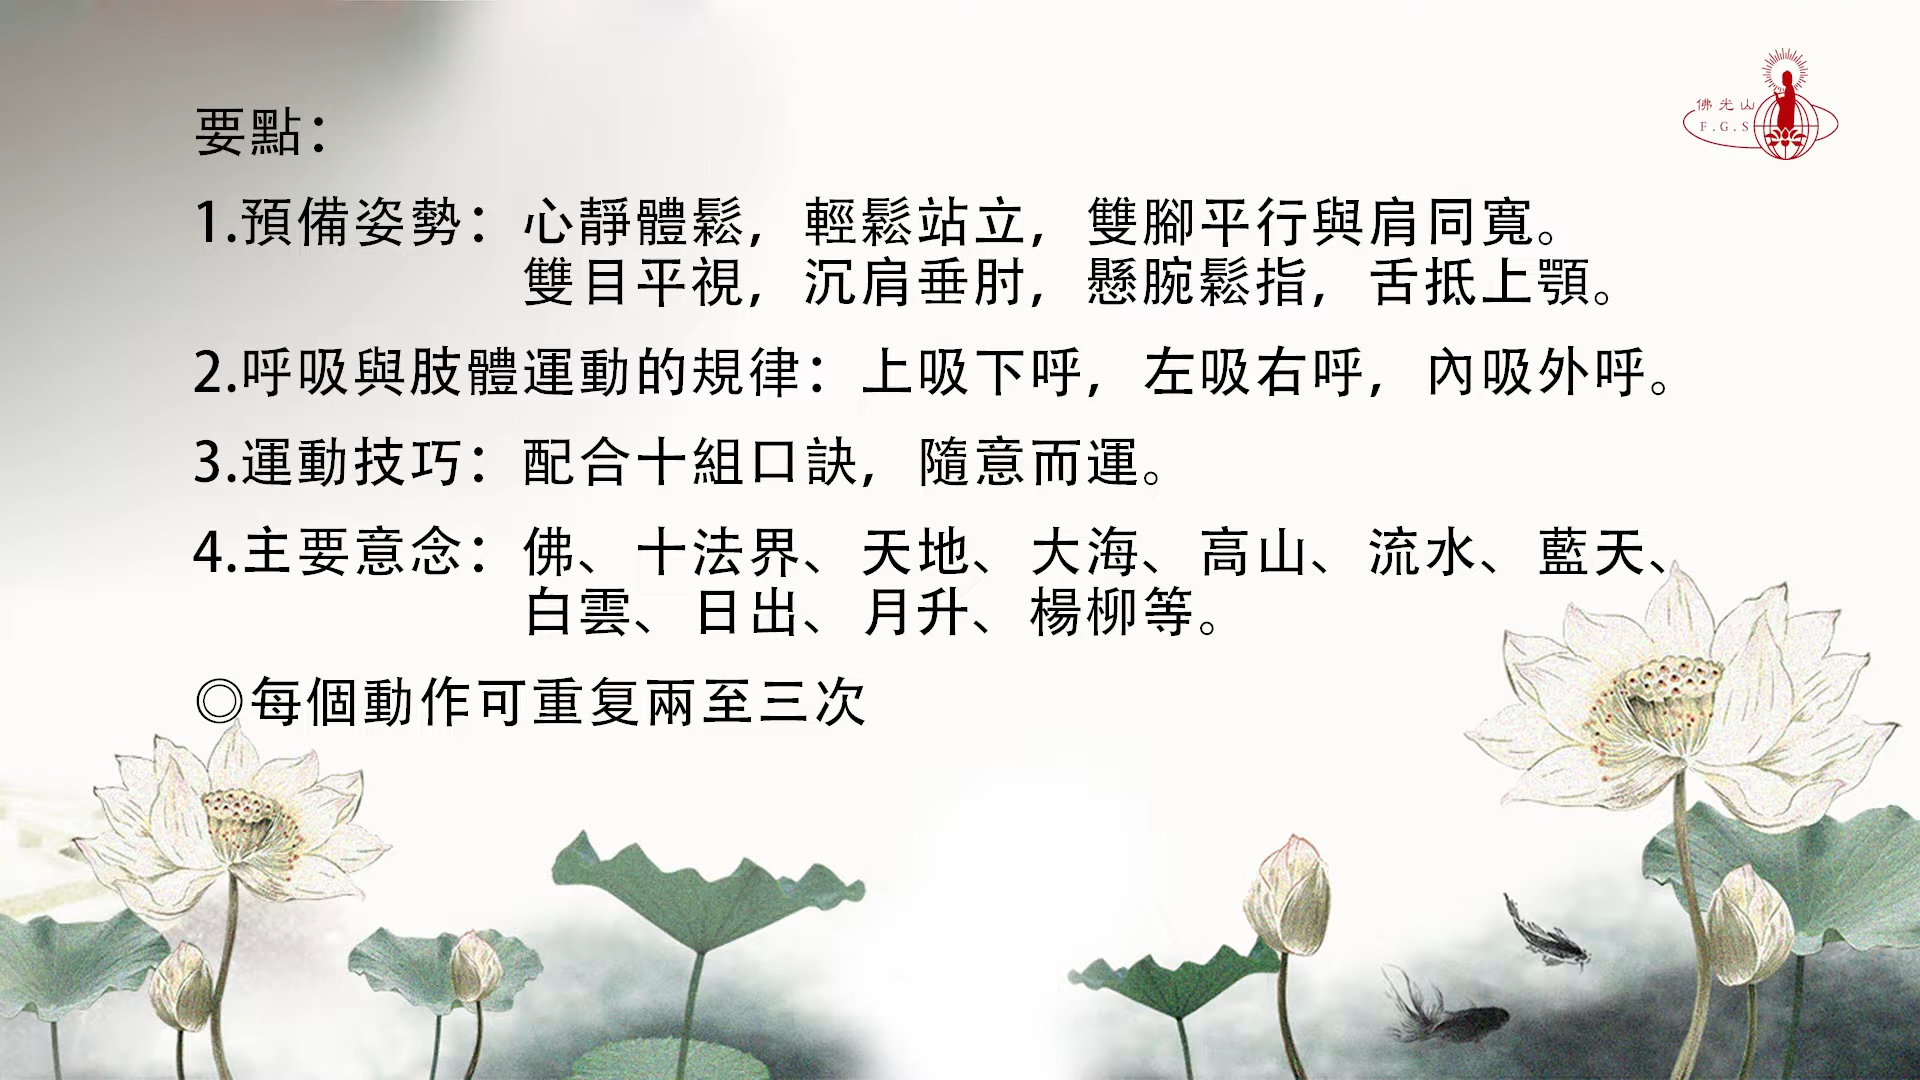 佛光山
F.G.S
要點：
1.預備姿勢：心靜體鬆，輕鬆站立，雙腳平行與肩同寬。
雙目平視，沉肩垂肘，懸腕鬆指，舌抵上顎。
2.呼吸與肢體運動的規律：上吸下呼，左吸右呼，內吸外呼。
3.運動技巧：配合十組口訣，隨意而運。
4.主要意念：佛、十法界、天地、大海、高山、流水、藍天、
白雲、日出、月升、楊柳等。
◎每個動作可重复兩至三次